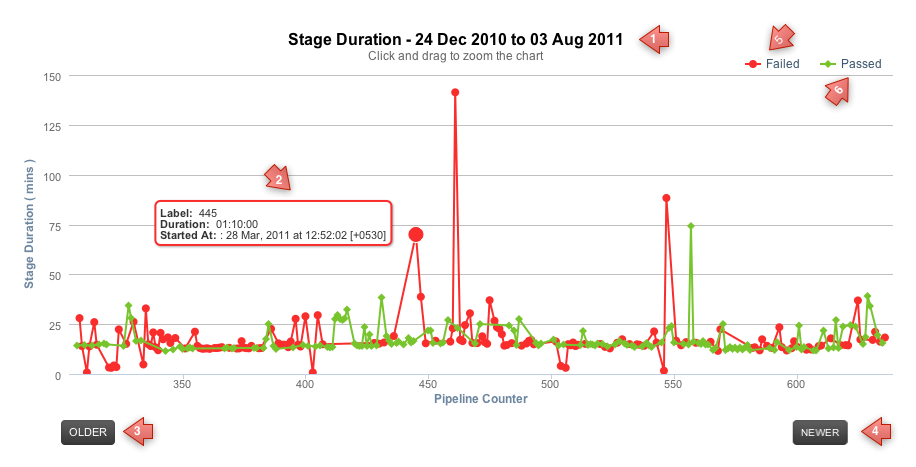 Stage Duration - 24 Dec 2010 to 03 Aug 2011
1
5
Click and drag to zoom the chart
Failed
Passed
6
150
125
100
75
50
25
0
Stage Duration ( mins )
2
Label: 445
Duration: 01:10:00
Started At: : 28 Mar, 2011 at 12:52:02 [+0530]
350
400
450
500
550
600
Pipeline Counter
OLDER
3
NEWER
4